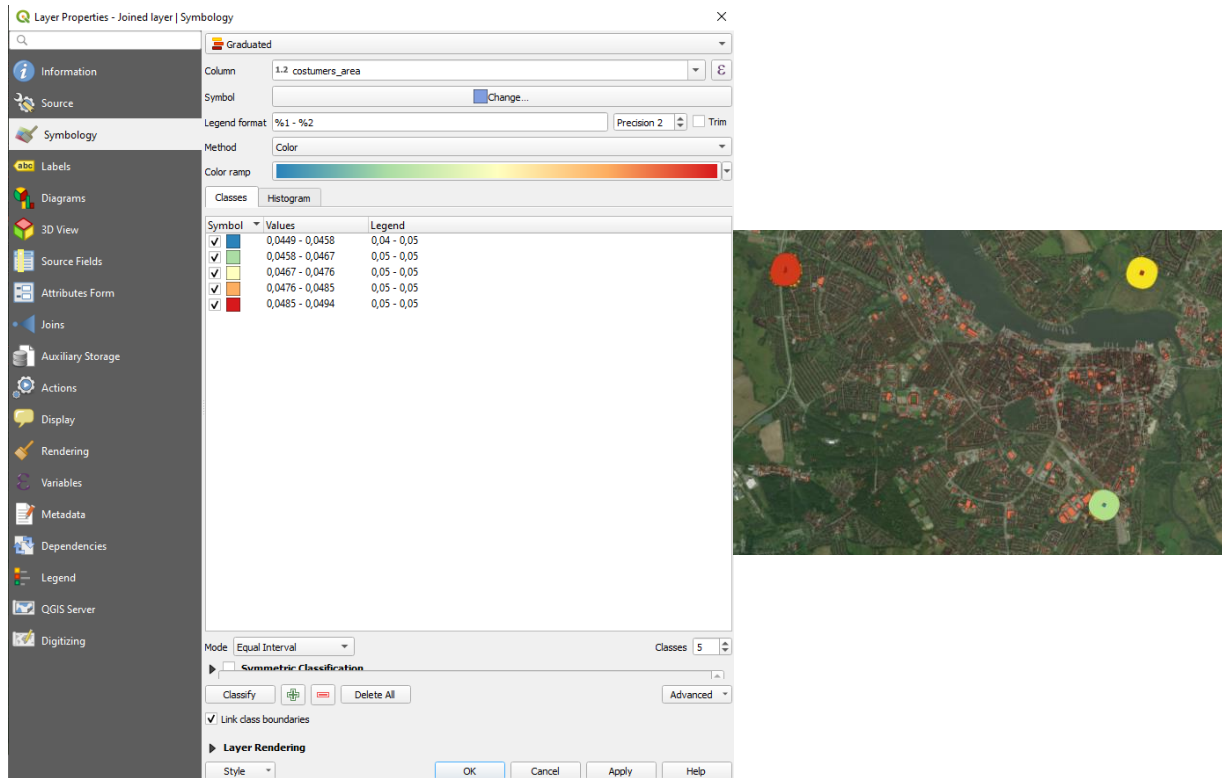 Layer Properties - Joined layer | Symbology
Information
Source
Symbology
abc Labels
Diagrams
3D View
Source Fields
Attributes Form
Joins
Auxiliary Storage
Actions
Display
Rendering
Variables
Metadata
Dependencies
Legend
QGIS Server
Digitizing
Graduated
Column 1.2 costumers_area ε
Symbol Change...
Legend format %1 - %2 Precision 2 Trim
Method Color
Color ramp
Classes Histogram
Symbol Values Legend
0,0449 - 0,0458 0,04 - 0,05
0,0458 - 0,0467 0,05 - 0,05
0,0467 - 0,0476 0,05 - 0,05
0,0476 - 0,0485 0,05 - 0,05
0,0485 - 0,0494 0,05 - 0,05
Mode Equal Interval Classes 5
Symmetric Classification
Classify Delete All Advanced
Link class boundaries
Layer Rendering
Style OK Cancel Apply Help